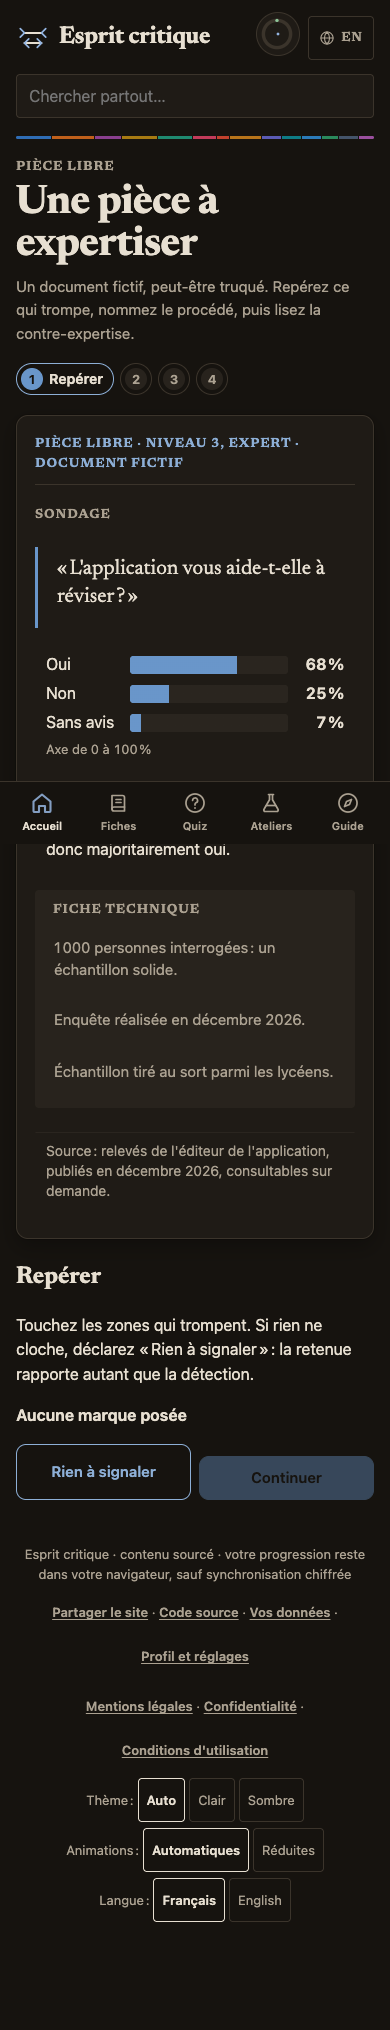 Esprit critique
EN
Chercher partout…
PIÈCE LIBRE
Une pièce à
expertiser
Un document fictif, peut-être truqué. Repérez ce
qui trompe, nommez le procédé, puis lisez la
contre-expertise.
1 Repérer 2 3 4
PIÈCE LIBRE · NIVEAU 3, EXPERT ·
DOCUMENT FICTIF
SONDAGE
« L'application vous aide-t-elle à
réviser ? »
Oui 68 %
Non 25 %
Sans avis 7 %
Axe de 0 à 100 %
Accueil Fiches Quiz Ateliers Guide
donc majoritairement oui.
FICHE TECHNIQUE
1 000 personnes interrogées : un
échantillon solide.
Enquête réalisée en décembre 2026.
Échantillon tiré au sort parmi les lycéens.
Source : relevés de l'éditeur de l'application,
publiés en décembre 2026, consultables sur
demande.
Repérer
Touchez les zones qui trompent. Si rien ne
cloche, déclarez « Rien à signaler » : la retenue
rapporte autant que la détection.
Aucune marque posée
Rien à signaler Continuer
Esprit critique · contenu sourcé · votre progression reste
dans votre navigateur, sauf synchronisation chiffrée
Partager le site · Code source · Vos données ·
Profil et réglages
Mentions légales · Confidentialité ·
Conditions d'utilisation
Thème : Auto Clair Sombre
Animations : Automatiques Réduites
Langue : Français English